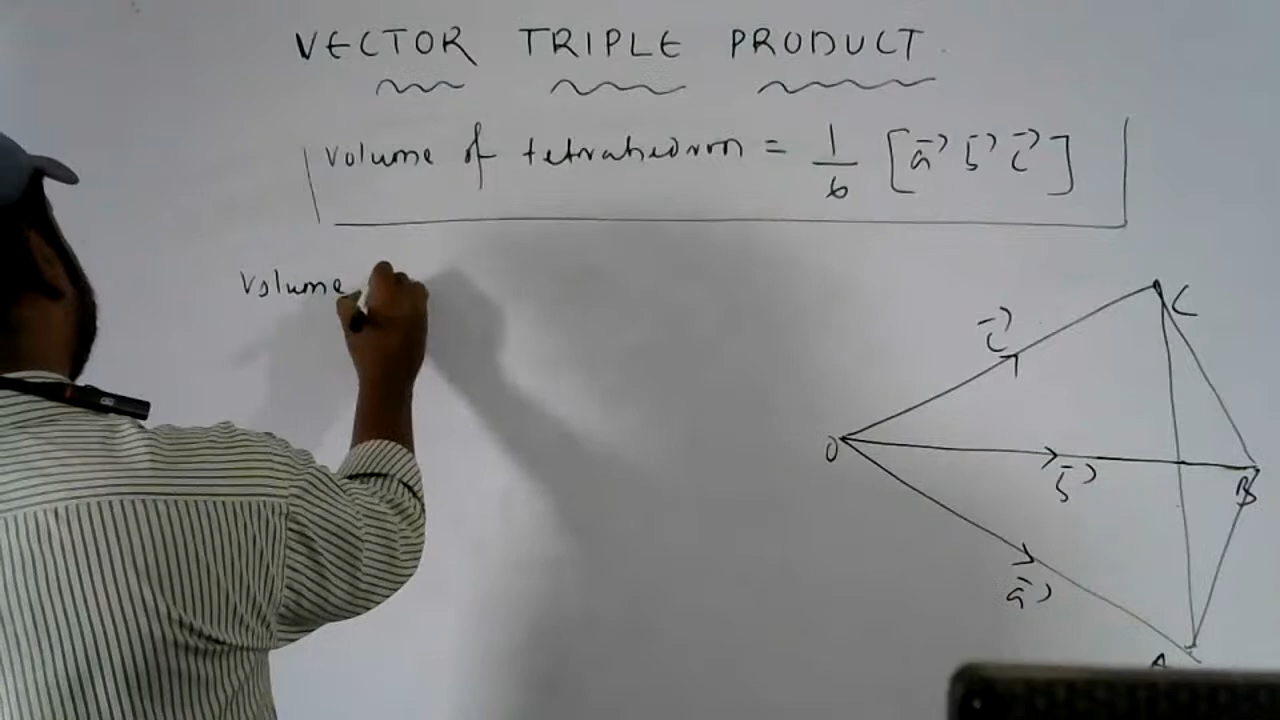 VECTOR TRIPLE PRODUCT
Volume of tetrahedron = 1/6 [a⃗ b⃗ c⃗]
Volume
C
c⃗
O
b⃗
B
a⃗
A